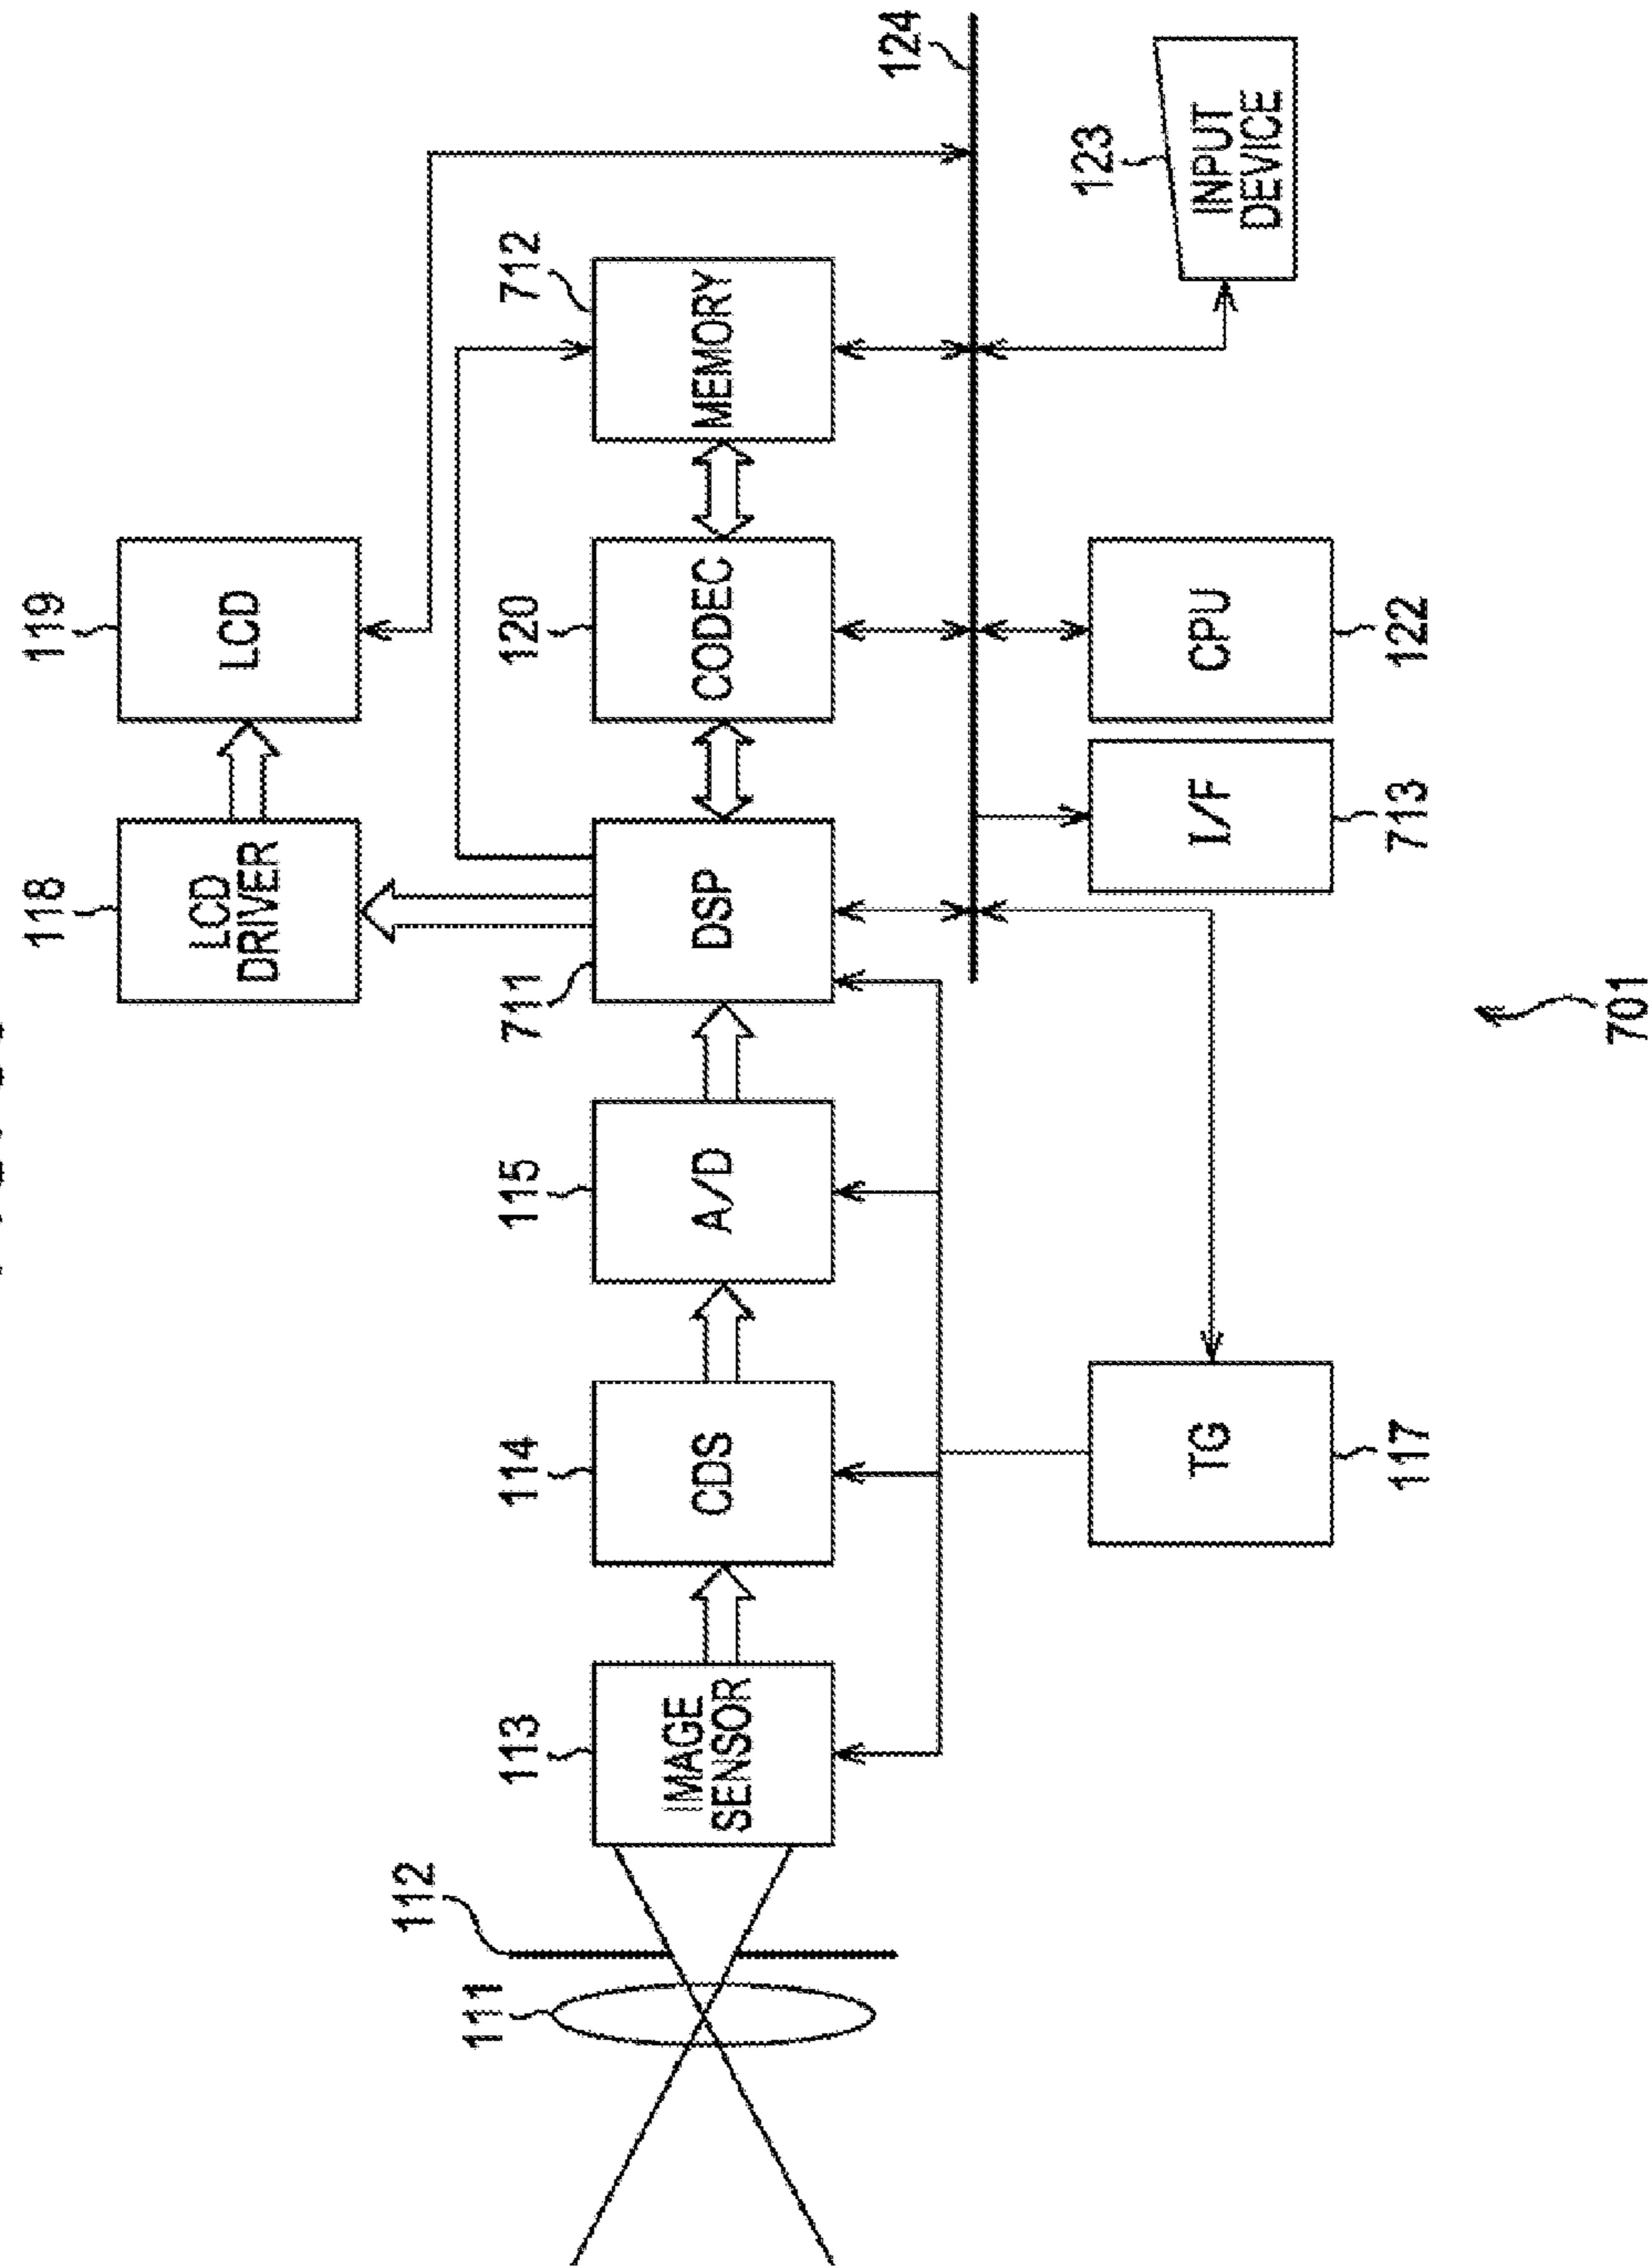 119
LCD
118
LCD
DRIVER
712
MEMORY
120
CODEC
711
DSP
115
A/D
114
CDS
113
IMAGE
SENSOR
112
111
124
123
INPUT
DEVICE
CPU
122
I/F
713
TG
117
701